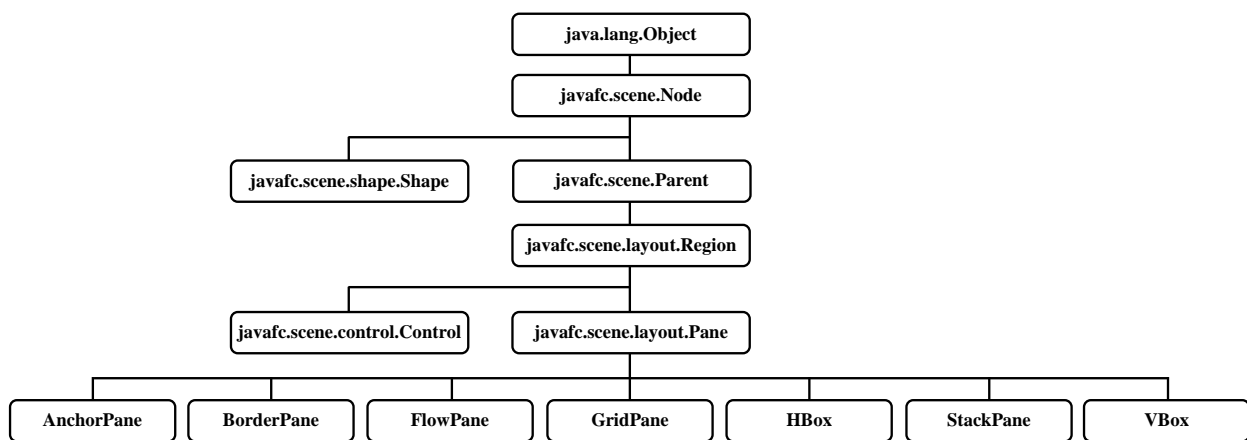 java.lang.Object
javafc.scene.Node
javafc.scene.shape.Shape
javafc.scene.Parent
javafc.scene.layout.Region
javafc.scene.control.Control
javafc.scene.layout.Pane
AnchorPane
BorderPane
FlowPane
GridPane
HBox
StackPane
VBox